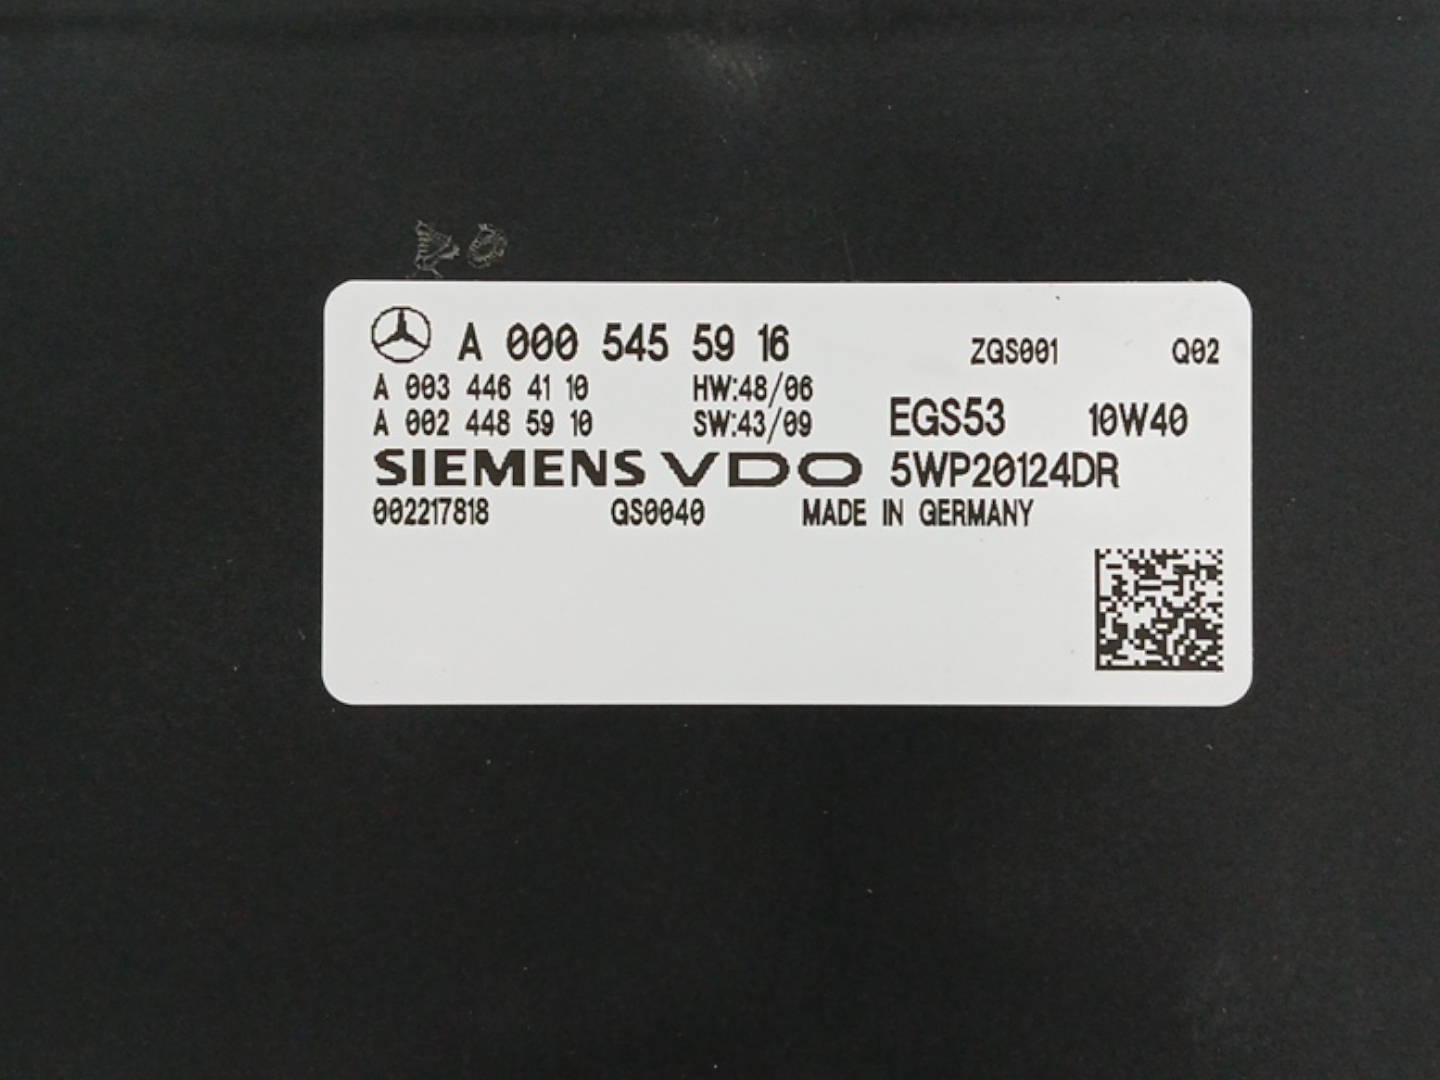 A 000 545 59 16 ZGS001 Q02
A 003 446 41 10 HW:48/06
A 002 448 59 10 SW:43/09 EGS53 10W40
SIEMENS VDO 5WP20124DR
002217818 QS0040 MADE IN GERMANY